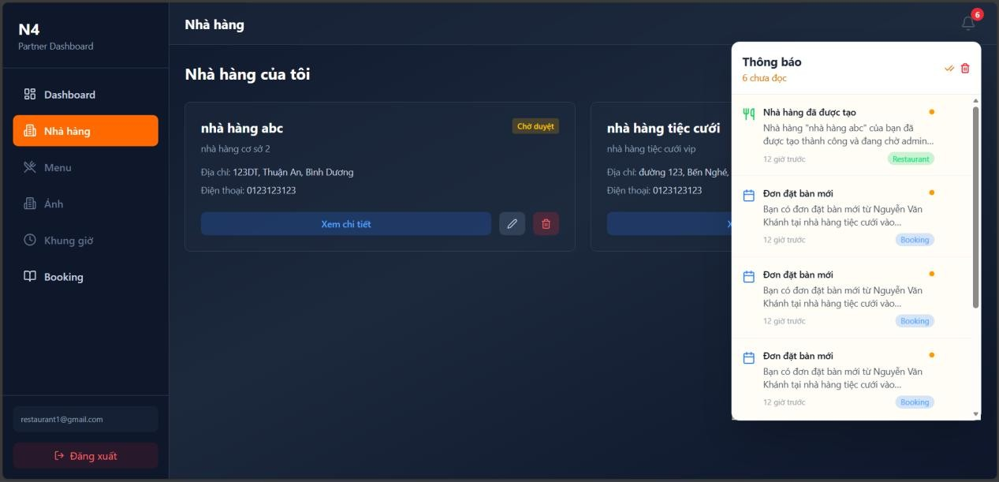 N4
Partner Dashboard
Dashboard
Nhà hàng
Menu
Ảnh
Khung giờ
Booking
restaurant1@gmail.com
Đăng xuất
Nhà hàng
6
Nhà hàng của tôi
nhà hàng abc
Chờ duyệt
nhà hàng cơ sở 2
Địa chỉ: 123DT, Thuận An, Bình Dương
Điện thoại: 0123123123
Xem chi tiết
nhà hàng tiệc cưới
nhà hàng tiệc cưới vip
Địa chỉ: đường 123, Bến Nghé,
Điện thoại: 0123123123
Thông báo
6 chưa đọc
Nhà hàng đã được tạo
Nhà hàng "nhà hàng abc" của bạn đã
được tạo thành công và đang chờ admin...
12 giờ trước
Restaurant
Đơn đặt bàn mới
Bạn có đơn đặt bàn mới từ Nguyễn Văn
Khánh tại nhà hàng tiệc cưới vào...
12 giờ trước
Booking
Đơn đặt bàn mới
Bạn có đơn đặt bàn mới từ Nguyễn Văn
Khánh tại nhà hàng tiệc cưới vào...
12 giờ trước
Booking
Đơn đặt bàn mới
Bạn có đơn đặt bàn mới từ Nguyễn Văn
Khánh tại nhà hàng tiệc cưới vào...
12 giờ trước
Booking